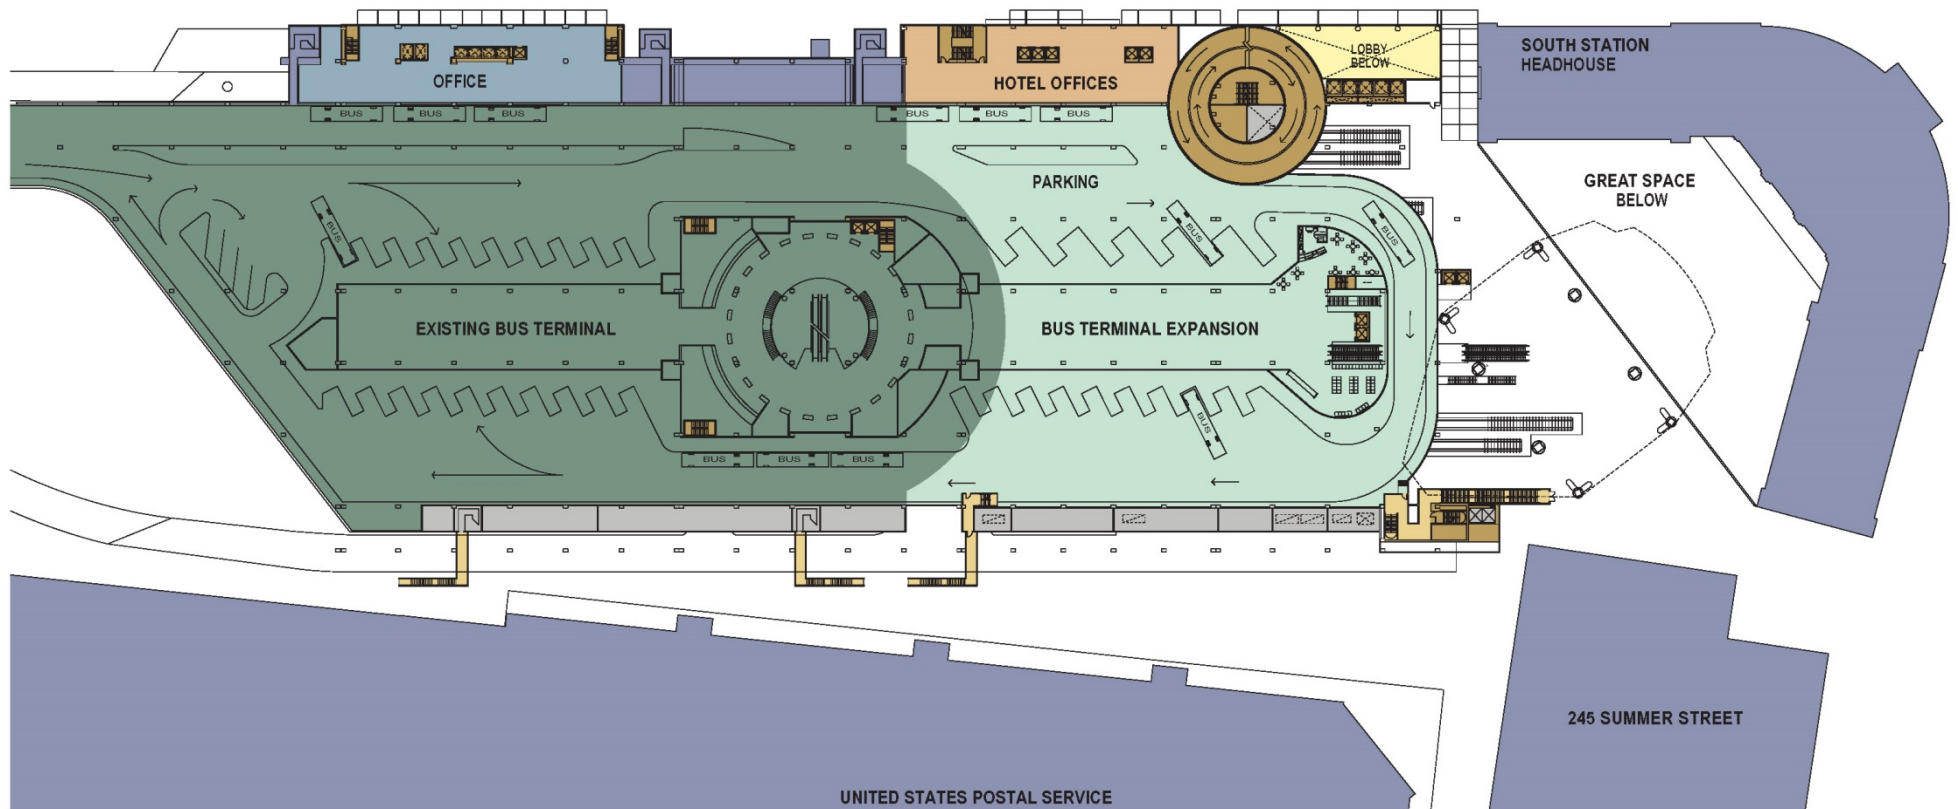 SOUTH STATION
HEADHOUSE
LOBBY
BELOW
OFFICE
HOTEL OFFICES
BUS
BUS
BUS
BUS
BUS
BUS
PARKING
GREAT SPACE
BELOW
BUS
BUS
BUS
EXISTING BUS TERMINAL
BUS TERMINAL EXPANSION
BUS
BUS
BUS
BUS
245 SUMMER STREET
UNITED STATES POSTAL SERVICE